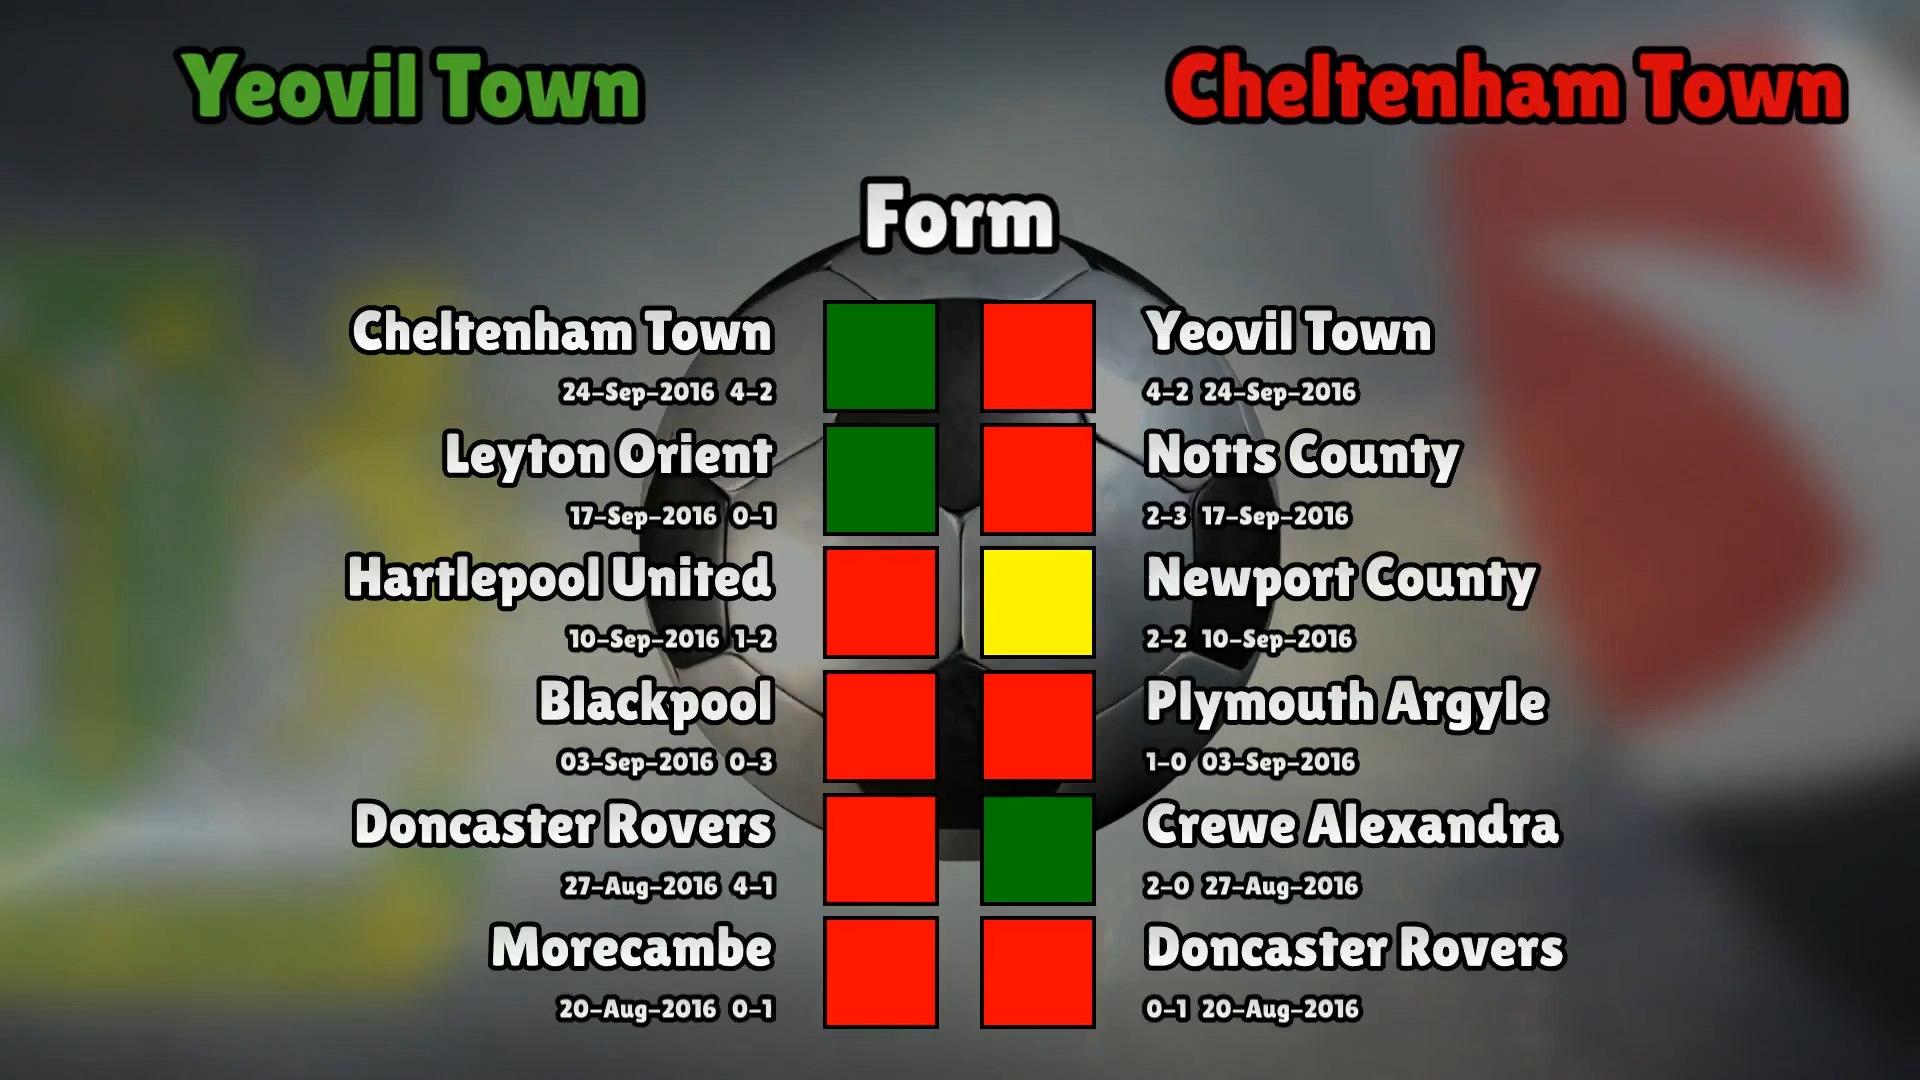 Yeovil Town
Cheltenham Town
Form
Cheltenham Town
24-Sep-2016 4-2
Yeovil Town
4-2 24-Sep-2016
Leyton Orient
17-Sep-2016 0-1
Notts County
2-3 17-Sep-2016
Hartlepool United
10-Sep-2016 1-2
Newport County
2-2 10-Sep-2016
Blackpool
03-Sep-2016 0-3
Plymouth Argyle
1-0 03-Sep-2016
Doncaster Rovers
27-Aug-2016 4-1
Crewe Alexandra
2-0 27-Aug-2016
Morecambe
20-Aug-2016 0-1
Doncaster Rovers
0-1 20-Aug-2016